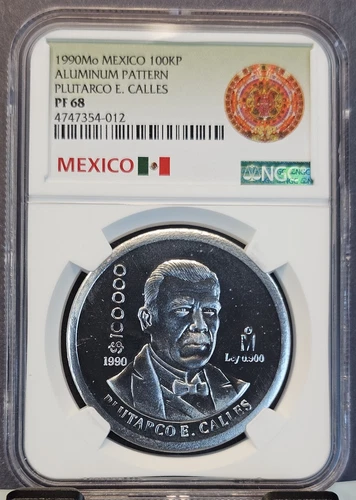 1990Mo MEXICO 100KP
ALUMINUM PATTERN
PLUTARCO E. CALLES
PF 68
4747354-012
MEXICO
NGC
$100000
1990
Mo
Ley 0.900
PLUTARCO E. CALLES